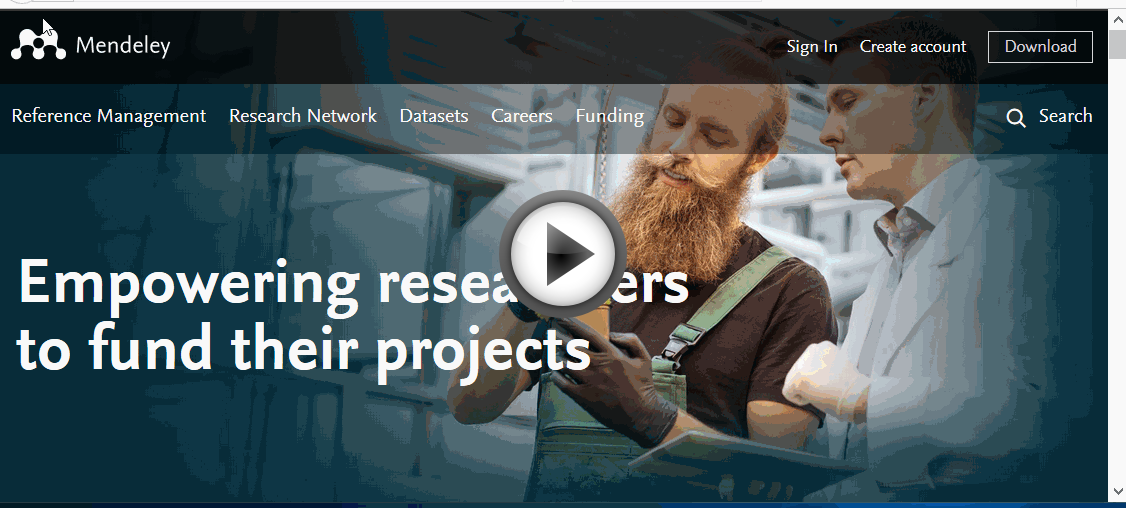 Mendeley
Sign In
Create account
Download
Reference Management
Research Network
Datasets
Careers
Funding
Search
Empowering resea ers
to fund their projects